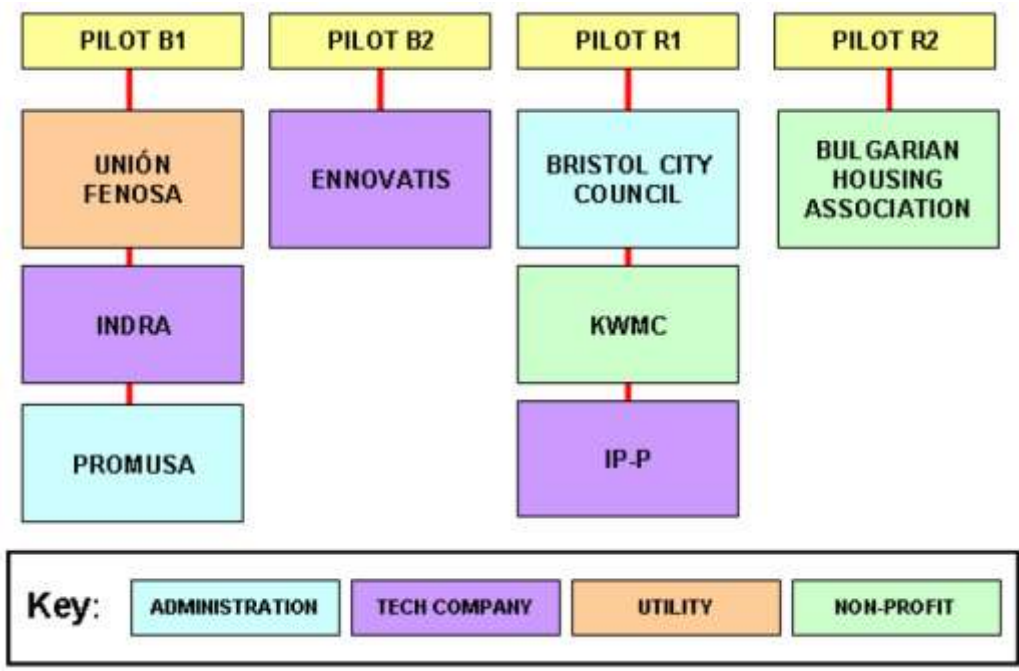 PILOT B1
PILOT B2
PILOT R1
PILOT R2
UNIÓN
FENOSA
ENNOVATIS
BRISTOL CITY
COUNCIL
BULGARIAN
HOUSING
ASSOCIATION
INDRA
KWMC
PROMUSA
IP-P
Key:
ADMINISTRATION
TECH COMPANY
UTILITY
NON-PROFIT